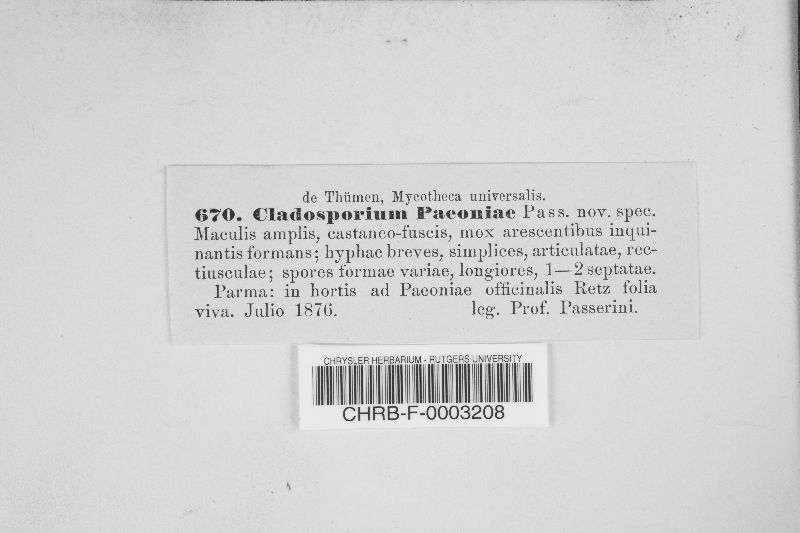 de Thümen, Mycotheca universalis.
670. Cladosporium Paeoniae Pass. nov. spec.
Maculis amplis, castaneo-fuscis, mox arescentibus inqui-
nantis formans; hyphae breves, simplices, articulatae, rec-
tiusculae; spores formae variae, longiores, 1—2 septatae.
Parma: in hortis ad Paeoniae officinalis Retz folia
viva. Julio 1876. leg. Prof. Passerini.
CHRYSLER HERBARIUM - RUTGERS UNIVERSITY
CHRB-F-0003208